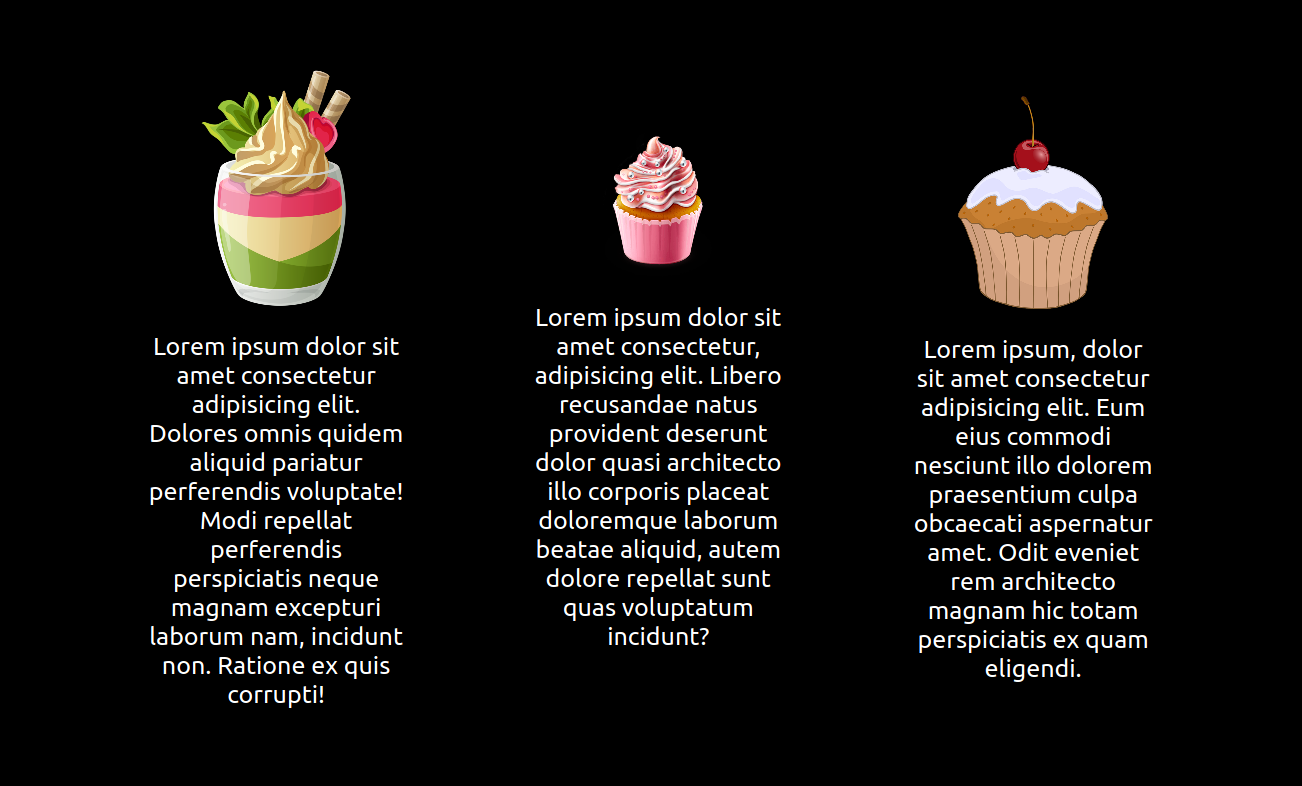 Lorem ipsum dolor sit
amet consectetur
adipisicing elit.
Dolores omnis quidem
aliquid pariatur
perferendis voluptate!
Modi repellat
perferendis
perspiciatis neque
magnam excepturi
laborum nam, incidunt
non. Ratione ex quis
corrupti!
Lorem ipsum dolor sit
amet consectetur,
adipisicing elit. Libero
recusandae natus
provident deserunt
dolor quasi architecto
illo corporis placeat
doloremque laborum
beatae aliquid, autem
dolore repellat sunt
quas voluptatum
incidunt?
Lorem ipsum, dolor
sit amet consectetur
adipisicing elit. Eum
eius commodi
nesciunt illo dolorem
praesentium culpa
obcaecati aspernatur
amet. Odit eveniet
rem architecto
magnam hic totam
perspiciatis ex quam
eligendi.